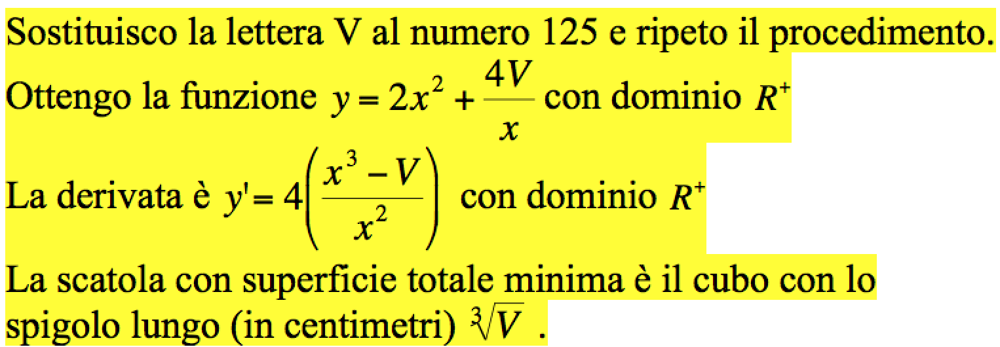 Sostituisco la lettera V al numero 125 e ripeto il procedimento.
Ottengo la funzione y = 2x² + 4V/x con dominio R⁺
La derivata è y' = 4((x³ − V)/x²) con dominio R⁺
La scatola con superficie totale minima è il cubo con lo
spigolo lungo (in centimetri) ∛V .